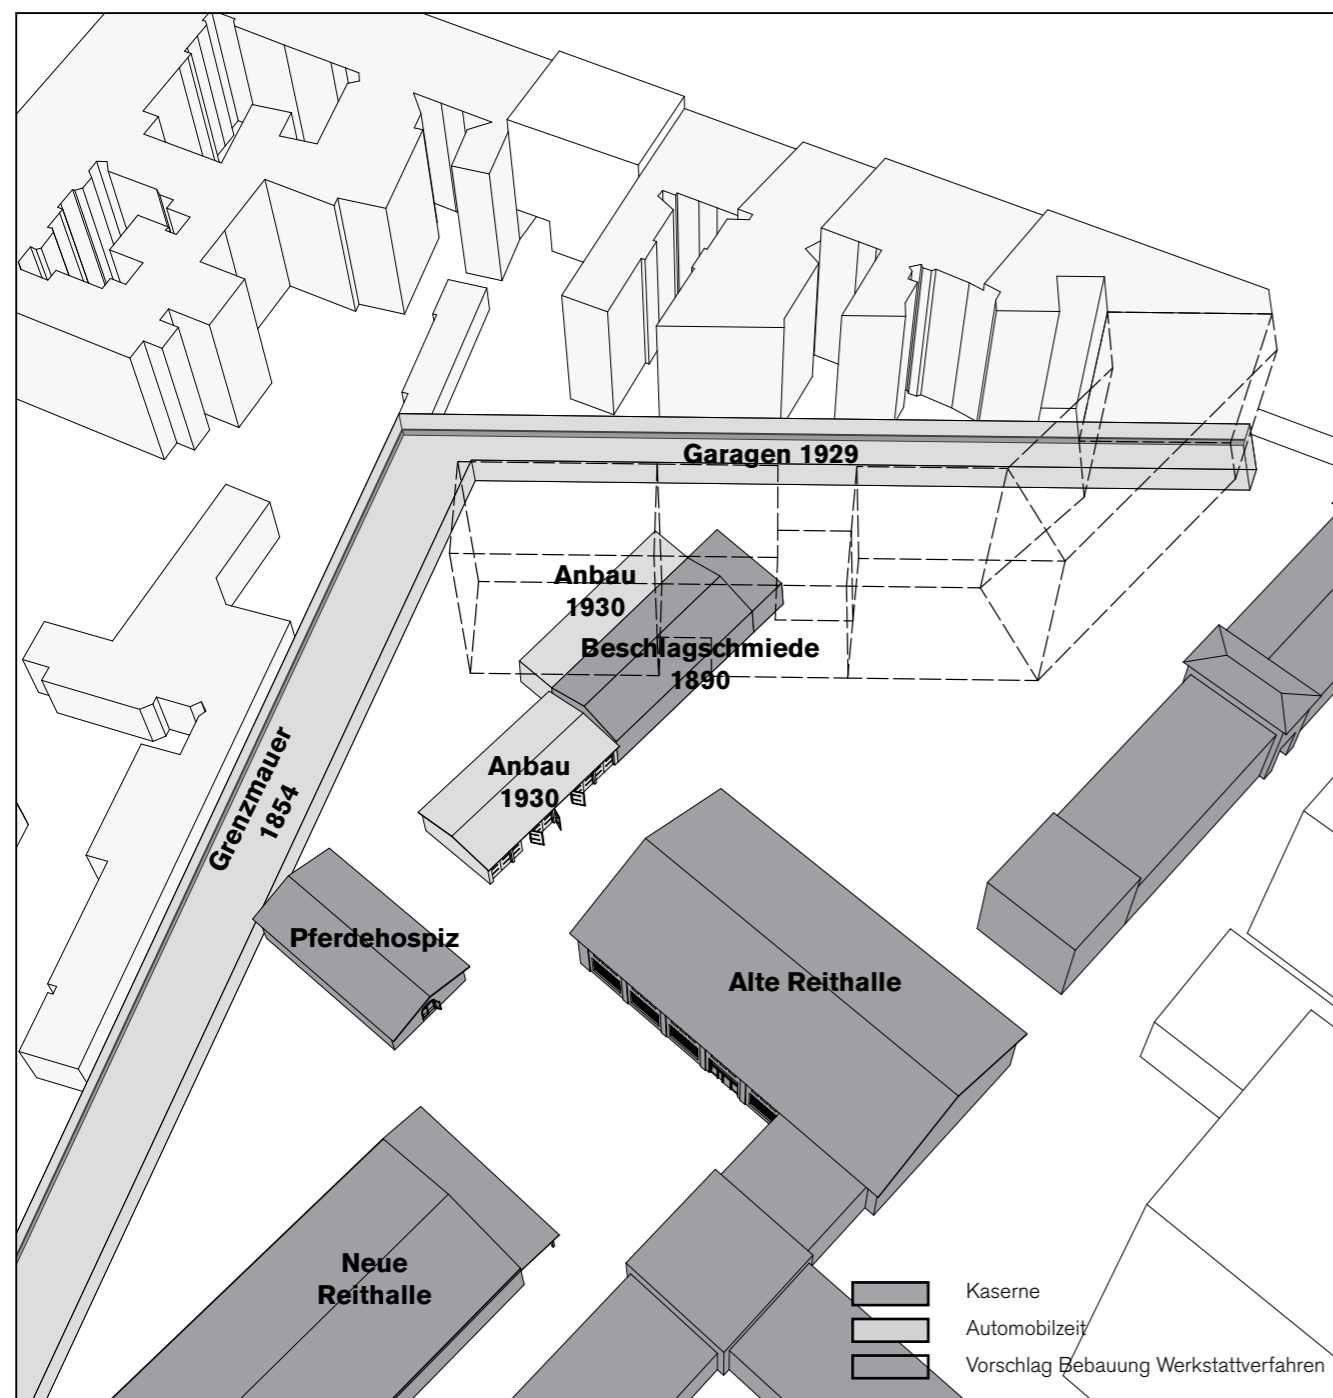 Garagen 1929
Anbau
1930
Beschlagschmiede
1890
Anbau
1930
Grenzmauer
1854
Pferdehospiz
Alte Reithalle
Neue
Reithalle
Kaserne
Automobilzeit
Vorschlag Bebauung Werkstattverfahren